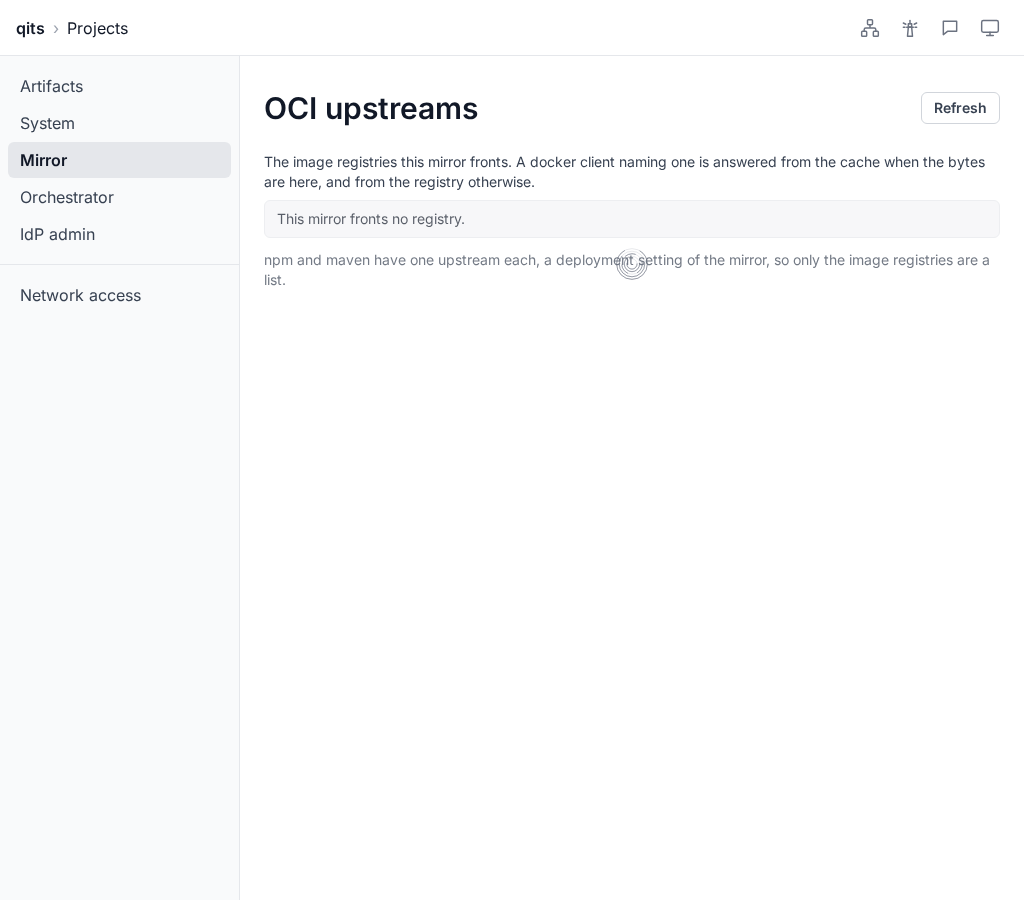 qits › Projects
Artifacts
System
Mirror
Orchestrator
IdP admin
Network access
OCI upstreams
Refresh
The image registries this mirror fronts. A docker client naming one is answered from the cache when the bytes
are here, and from the registry otherwise.
This mirror fronts no registry.
npm and maven have one upstream each, a deployment setting of the mirror, so only the image registries are a
list.